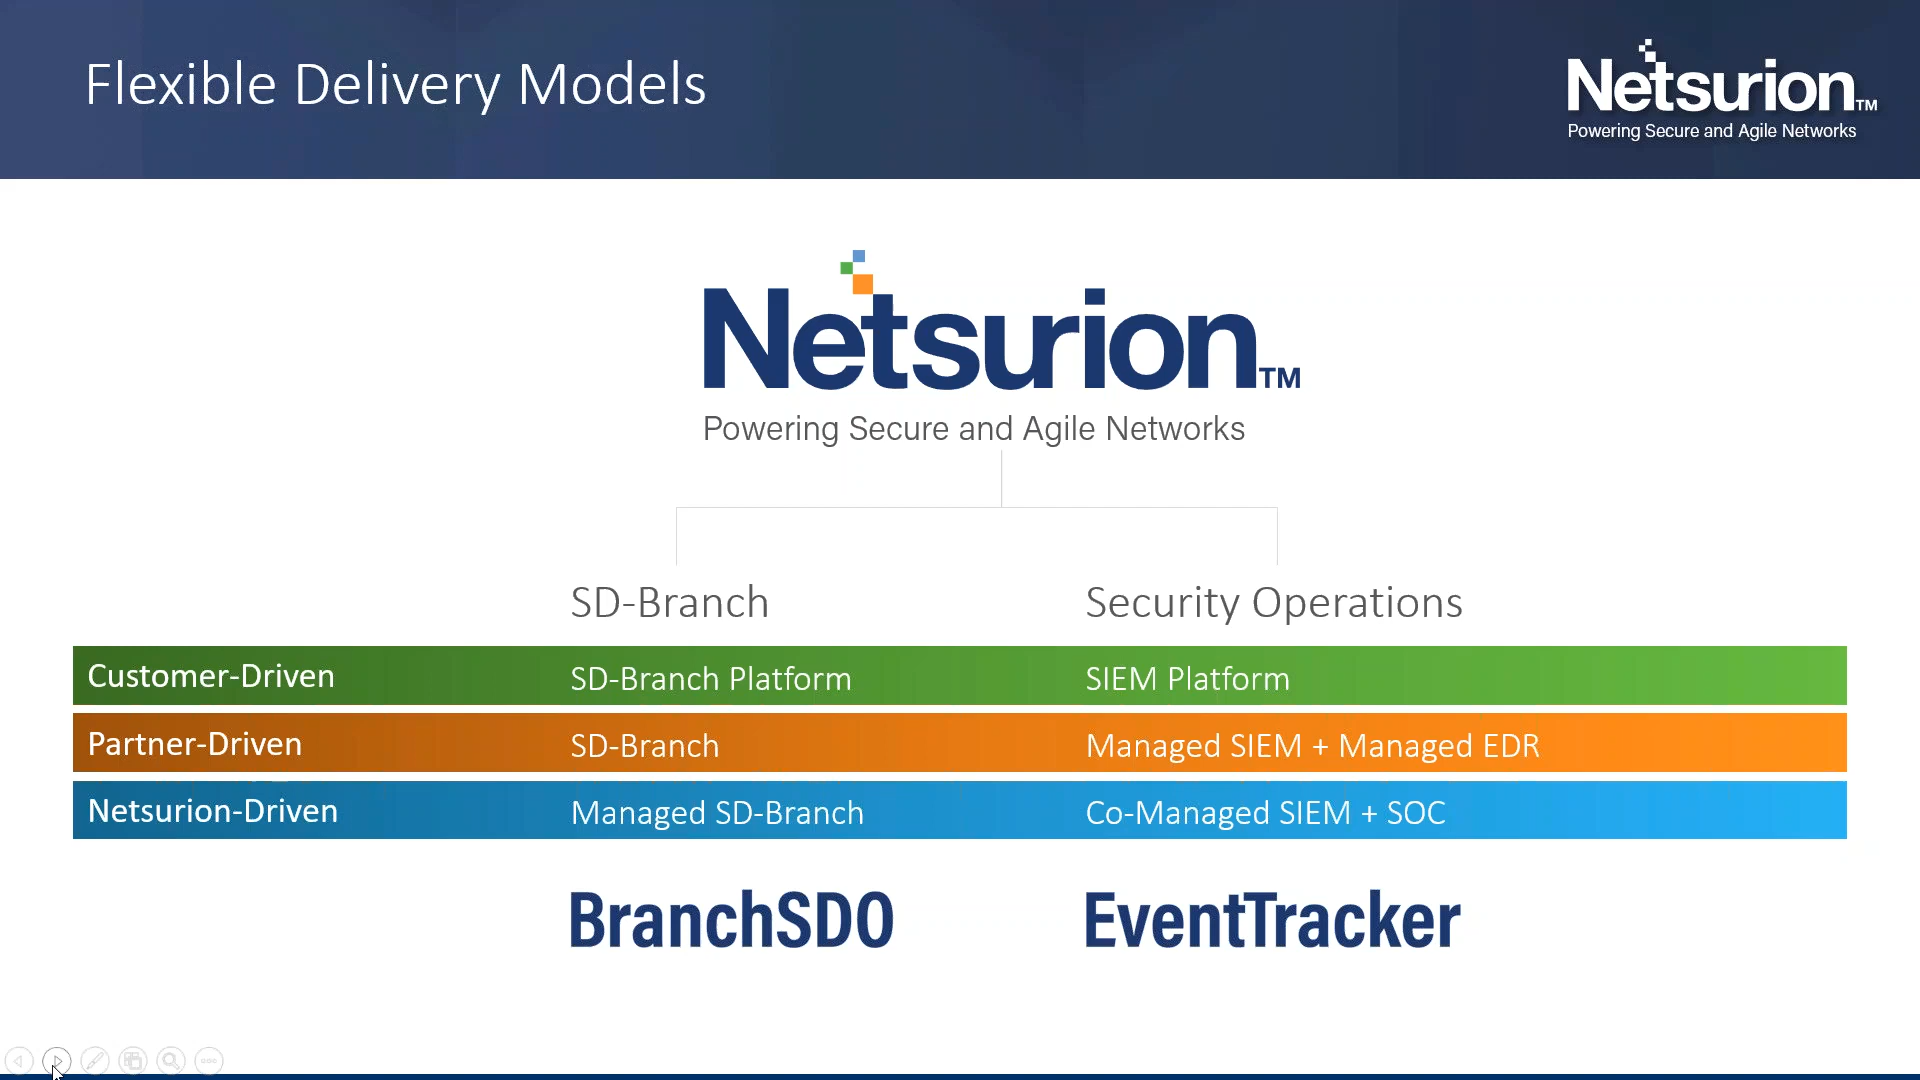 Flexible Delivery Models
Netsurion™
Powering Secure and Agile Networks
Netsurion™
Powering Secure and Agile Networks
SD-Branch Security Operations
Customer-Driven SD-Branch Platform SIEM Platform
Partner-Driven SD-Branch Managed SIEM + Managed EDR
Netsurion-Driven Managed SD-Branch Co-Managed SIEM + SOC
BranchSDO EventTracker